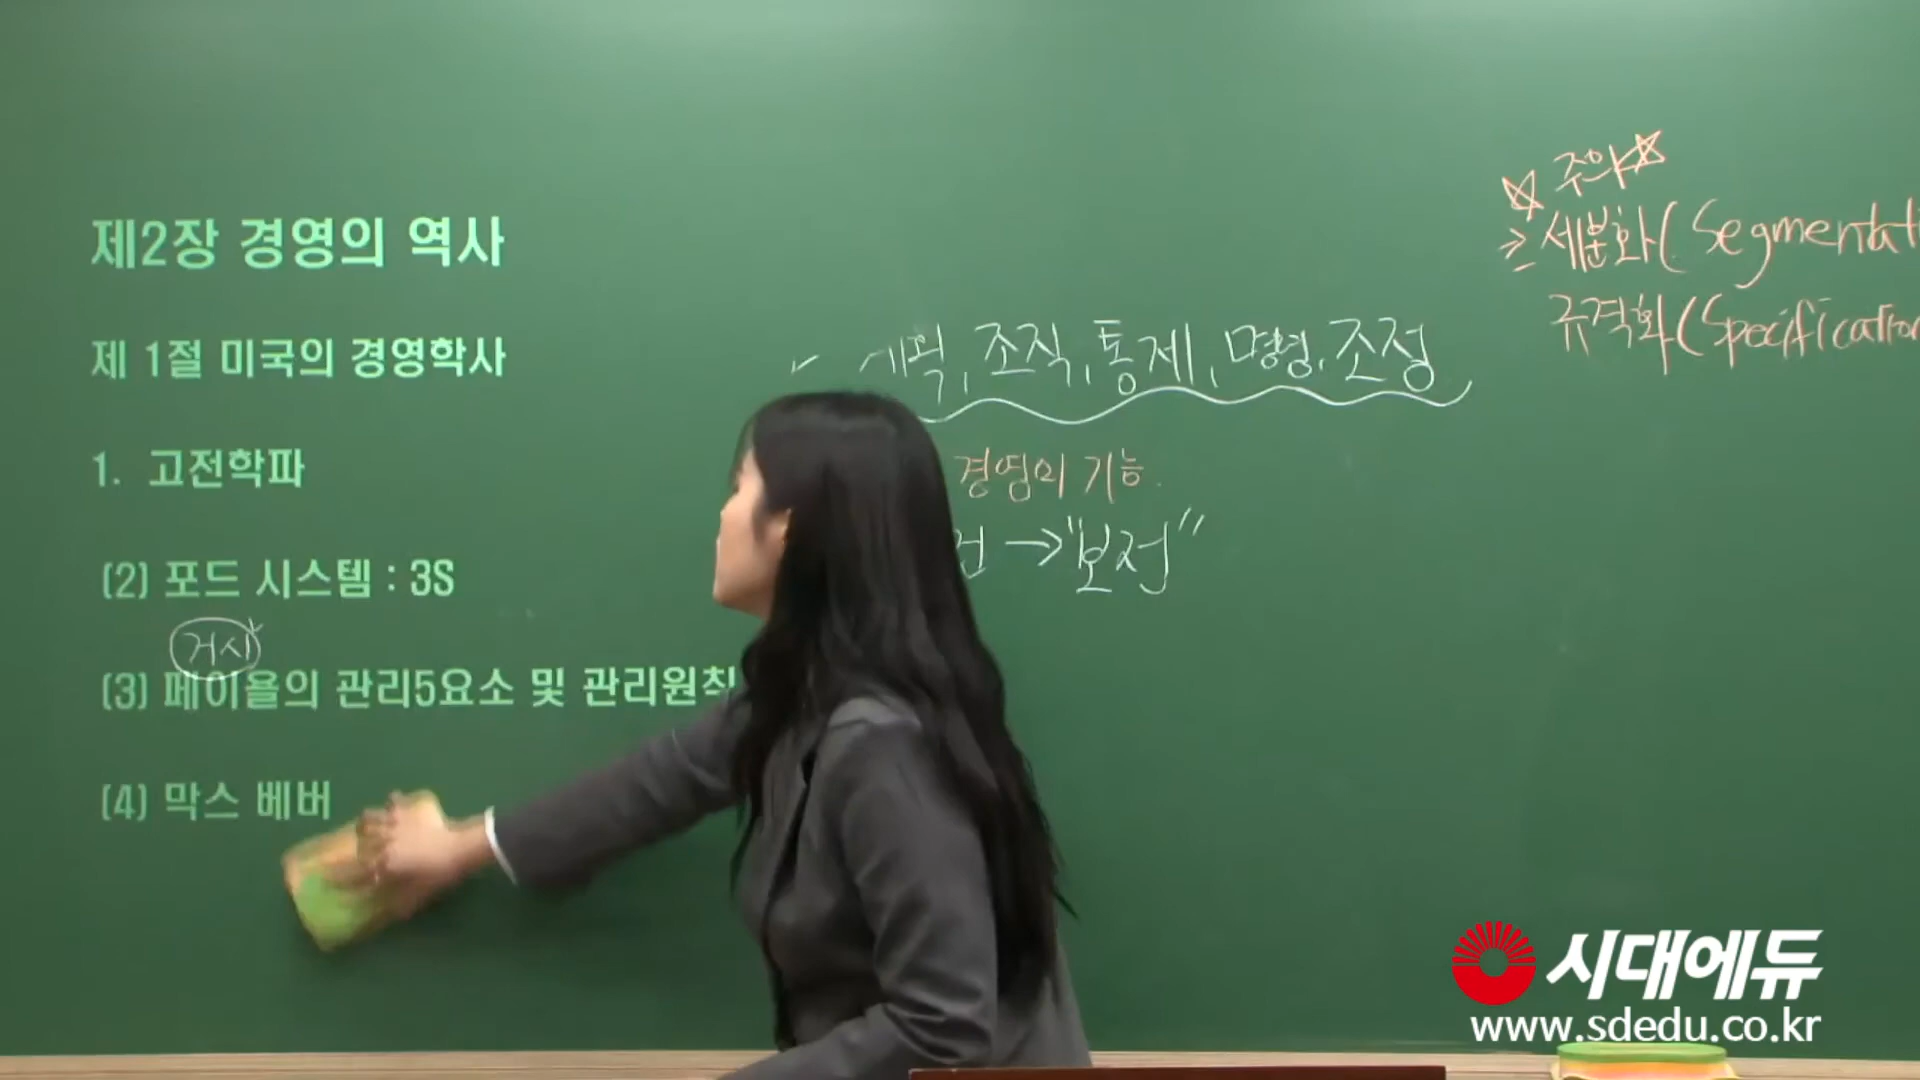 제2장 경영의 역사
제 1절 미국의 경영학사
1. 고전학파
(2) 포드 시스템 : 3S
거시
(3) 페이욜의 관리5요소 및 관리원칙
(4) 막스 베버
계획, 조직, 통제, 명령, 조정
경영의 기능
→ "보전"
주의
세분화(Segmentati
규격화(Specification
시대에듀
www.sdedu.co.kr